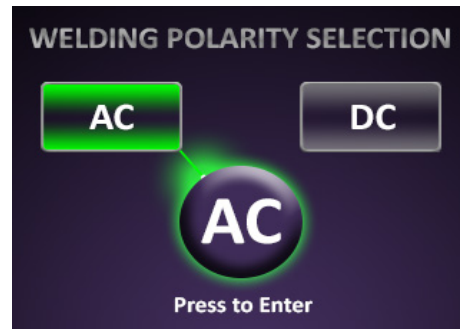 WELDING POLARITY SELECTION
AC DC
AC
Press to Enter